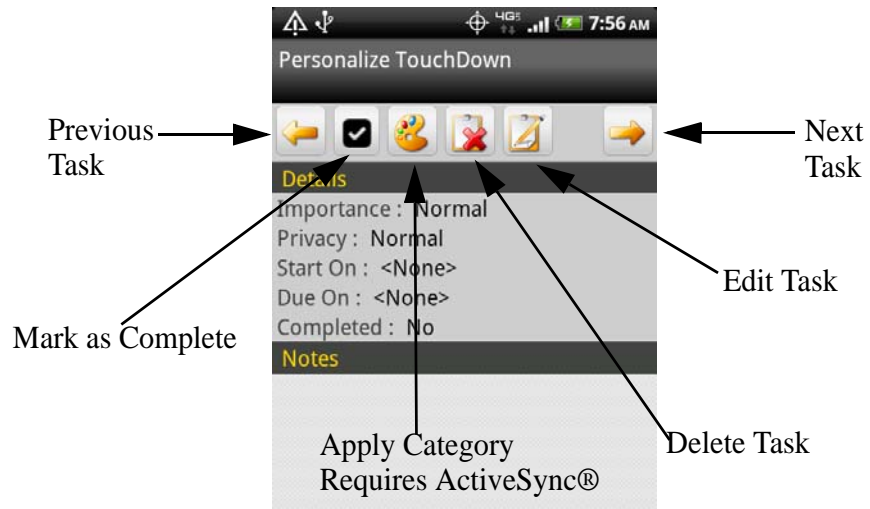 4G
7:56 AM
Personalize TouchDown
Previous
Task
Next
Task
Details
Importance : Normal
Privacy : Normal
Start On : <None>
Due On : <None>
Completed : No
Edit Task
Mark as Complete
Notes
Apply Category
Requires ActiveSync®
Delete Task